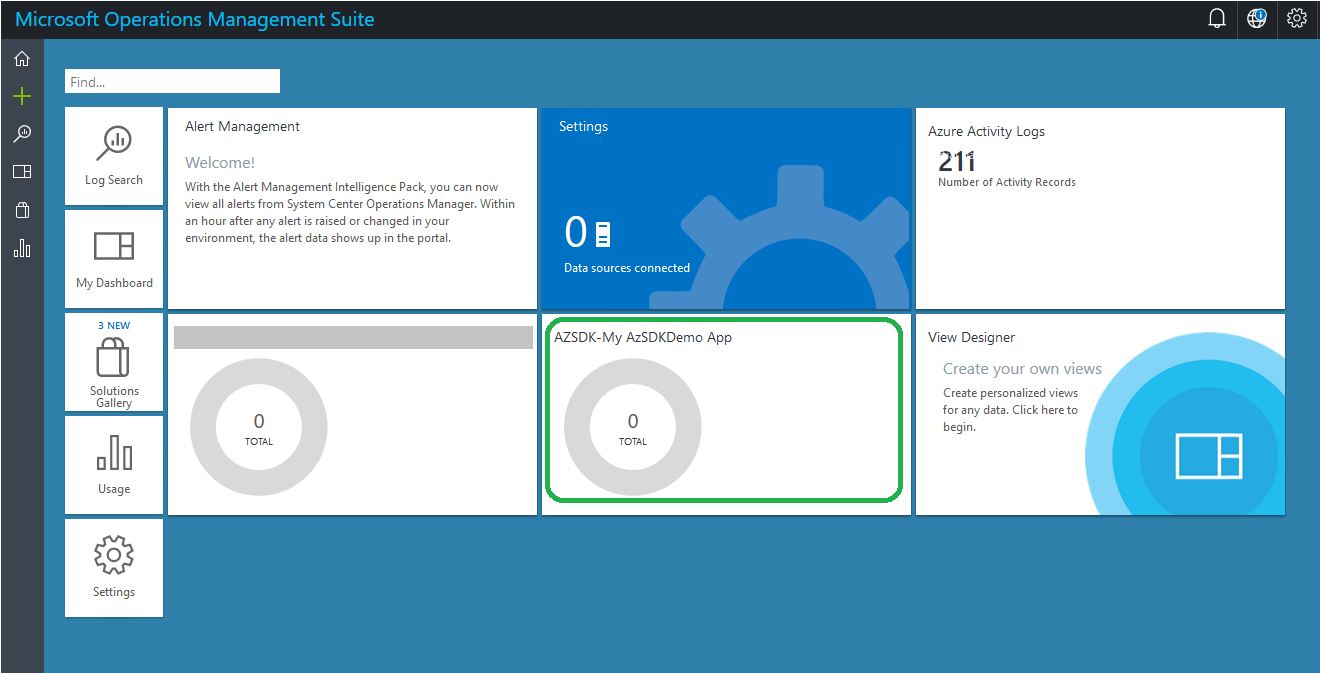 Microsoft Operations Management Suite
Find...
Log Search
My Dashboard
3 NEW
Solutions
Gallery
Usage
Settings
Alert Management
Welcome!
With the Alert Management Intelligence Pack, you can now
view all alerts from System Center Operations Manager. Within
an hour after any alert is raised or changed in your
environment, the alert data shows up in the portal.
Settings
0
Data sources connected
Azure Activity Logs
211
Number of Activity Records
0
TOTAL
AZSDK-My AzSDKDemo App
0
TOTAL
View Designer
Create your own views
Create personalized views
for any data. Click here to
begin.